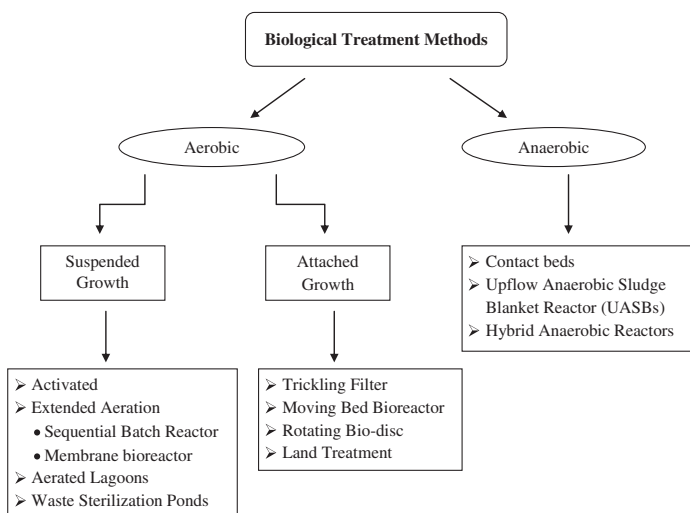 Biological Treatment Methods
Aerobic
Anaerobic
Suspended
Growth
Attached
Growth
➢ Contact beds
➢ Upflow Anaerobic Sludge
Blanket Reactor (UASBs)
➢ Hybrid Anaerobic Reactors
➢ Activated
➢ Extended Aeration
• Sequential Batch Reactor
• Membrane bioreactor
➢ Aerated Lagoons
➢ Waste Sterilization Ponds
➢ Trickling Filter
➢ Moving Bed Bioreactor
➢ Rotating Bio-disc
➢ Land Treatment